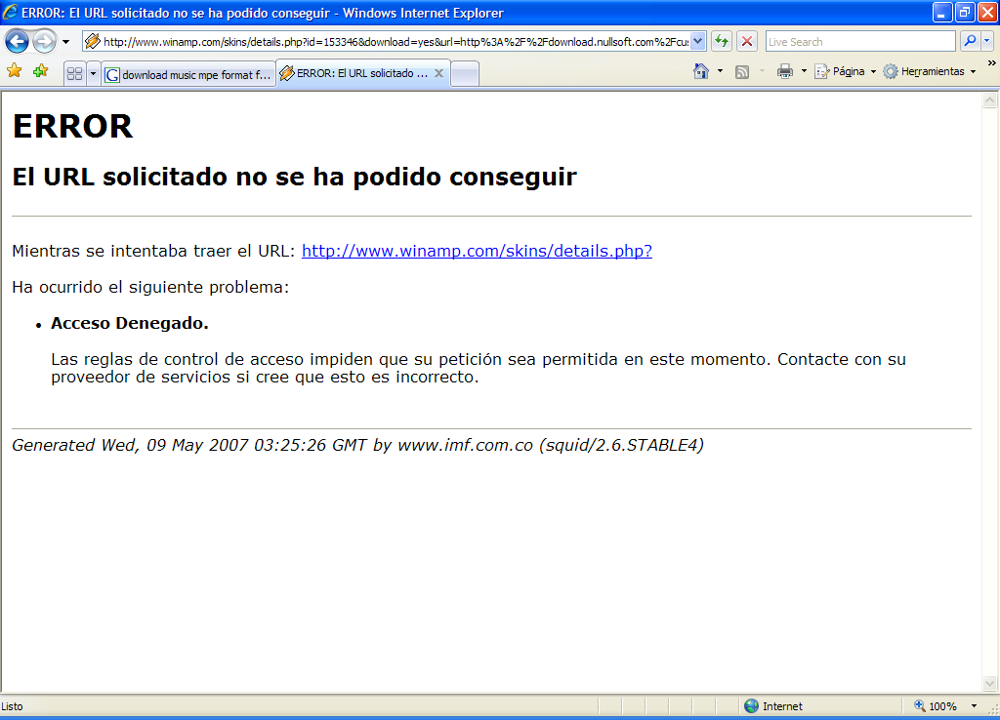 ERROR: El URL solicitado no se ha podido conseguir - Windows Internet Explorer
http://www.winamp.com/skins/details.php?id=153346&download=yes&url=http%3A%2F%2Fdownload.nullsoft.com%2Fcu
Live Search
download music mpe format f...
ERROR: El URL solicitado ...
Página
Herramientas
ERROR
El URL solicitado no se ha podido conseguir
Mientras se intentaba traer el URL: http://www.winamp.com/skins/details.php?
Ha ocurrido el siguiente problema:
• Acceso Denegado.
Las reglas de control de acceso impiden que su petición sea permitida en este momento. Contacte con su
proveedor de servicios si cree que esto es incorrecto.
Generated Wed, 09 May 2007 03:25:26 GMT by www.imf.com.co (squid/2.6.STABLE4)
Listo
Internet
100%